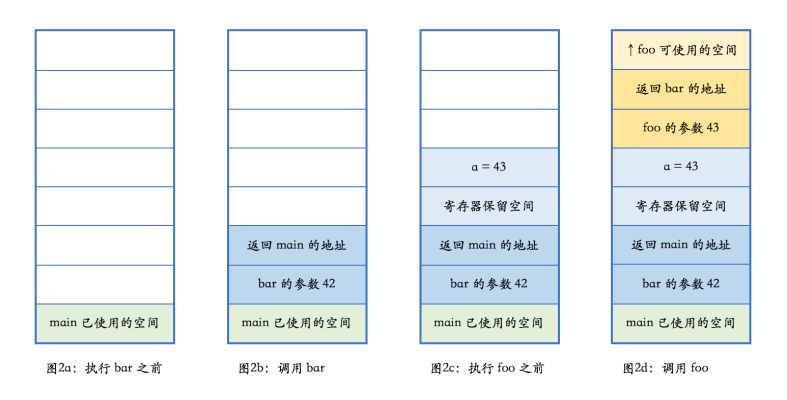 main 已使用的空间
图2a：执行 bar 之前
返回 main 的地址
bar 的参数 42
main 已使用的空间
图2b：调用 bar
a = 43
寄存器保留空间
返回 main 的地址
bar 的参数 42
main 已使用的空间
图2c：执行 foo 之前
↑ foo 可使用的空间
返回 bar 的地址
foo 的参数 43
a = 43
寄存器保留空间
返回 main 的地址
bar 的参数 42
main 已使用的空间
图2d：调用 foo